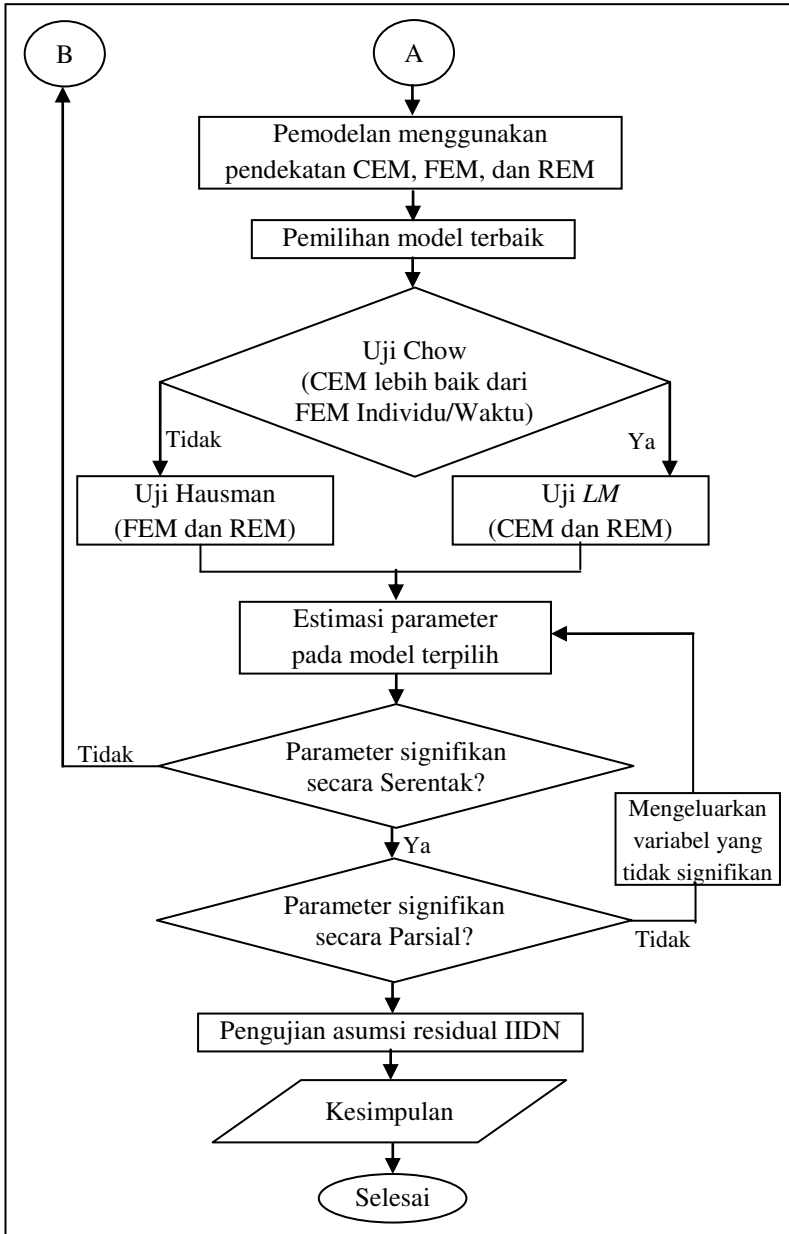 B
A
Pemodelan menggunakan
pendekatan CEM, FEM, dan REM
Pemilihan model terbaik
Uji Chow
(CEM lebih baik dari
FEM Individu/Waktu)
Tidak
Ya
Uji Hausman
(FEM dan REM)
Uji LM
(CEM dan REM)
Estimasi parameter
pada model terpilih
Parameter signifikan
secara Serentak?
Tidak
Ya
Mengeluarkan
variabel yang
tidak signifikan
Parameter signifikan
secara Parsial?
Tidak
Pengujian asumsi residual IIDN
Kesimpulan
Selesai